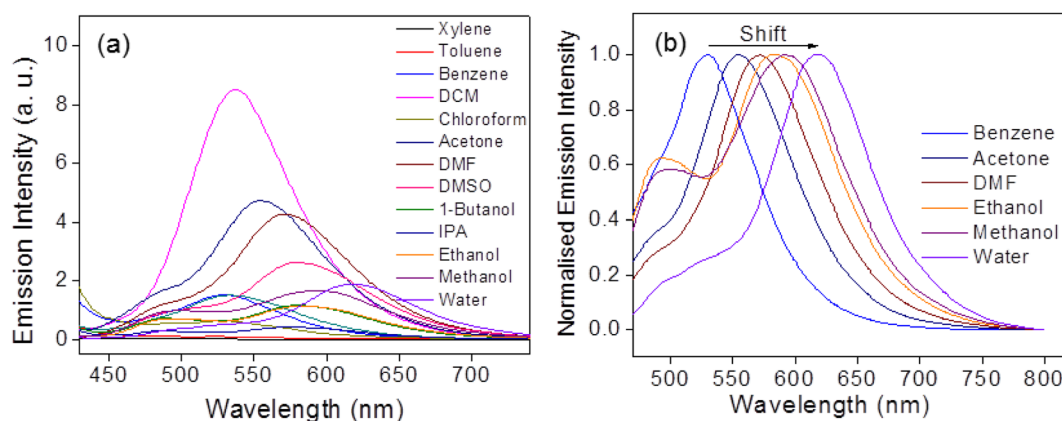 (a)
Xylene
Toluene
Benzene
DCM
Chloroform
Acetone
DMF
DMSO
1-Butanol
IPA
Ethanol
Methanol
Water
Emission Intensity (a. u.)
10
8
6
4
2
0
450 500 550 600 650 700
Wavelength (nm)
(b)
Shift
Benzene
Acetone
DMF
Ethanol
Methanol
Water
Normalised Emission Intensity
1.0
0.8
0.6
0.4
0.2
0.0
500 550 600 650 700 750 800
Wavelength (nm)